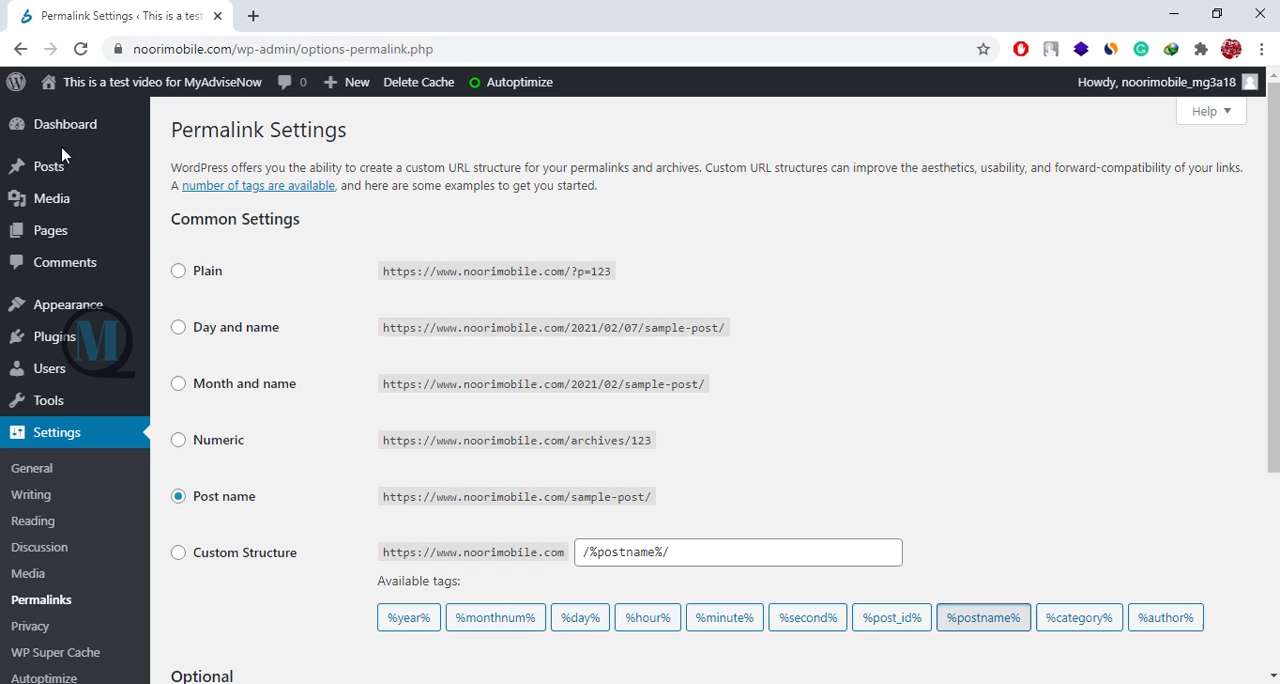 Permalink Settings ‹ This is a test
noorimobile.com/wp-admin/options-permalink.php
This is a test video for MyAdviseNow 0 New Delete Cache Autoptimize Howdy, noorimobile_mg3a18
Help
Dashboard
Posts
Media
Pages
Comments
Appearance
Plugins
Users
Tools
Settings
General
Writing
Reading
Discussion
Media
Permalinks
Privacy
WP Super Cache
Autoptimize
MQ
Permalink Settings
WordPress offers you the ability to create a custom URL structure for your permalinks and archives. Custom URL structures can improve the aesthetics, usability, and forward-compatibility of your links.
A number of tags are available, and here are some examples to get you started.
Common Settings
Plain https://www.noorimobile.com/?p=123
Day and name https://www.noorimobile.com/2021/02/07/sample-post/
Month and name https://www.noorimobile.com/2021/02/sample-post/
Numeric https://www.noorimobile.com/archives/123
Post name https://www.noorimobile.com/sample-post/
Custom Structure https://www.noorimobile.com /%postname%/
Available tags:
%year% %monthnum% %day% %hour% %minute% %second% %post_id% %postname% %category% %author%
Optional